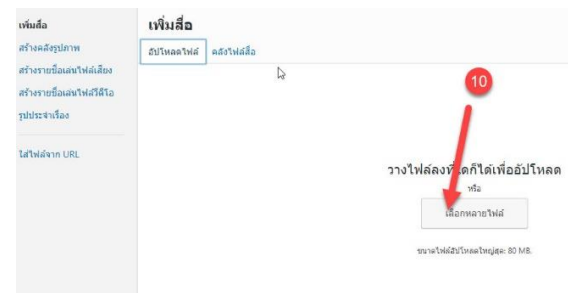 เพิ่มสื่อ
สร้างคลังรูปภาพ
สร้างรายชื่อเล่นไฟล์เสียง
สร้างรายชื่อเล่นไฟล์วีดีโอ
รูปประจำเรื่อง
ใส่ไฟล์จาก URL
เพิ่มสื่อ
อัปโหลดไฟล์ คลังไฟล์สื่อ
10
วางไฟล์ลงที่ใดก็ได้เพื่ออัปโหลด
หรือ
เลือกหลายไฟล์
ขนาดไฟล์อัปโหลดใหญ่สุด: 80 MB.